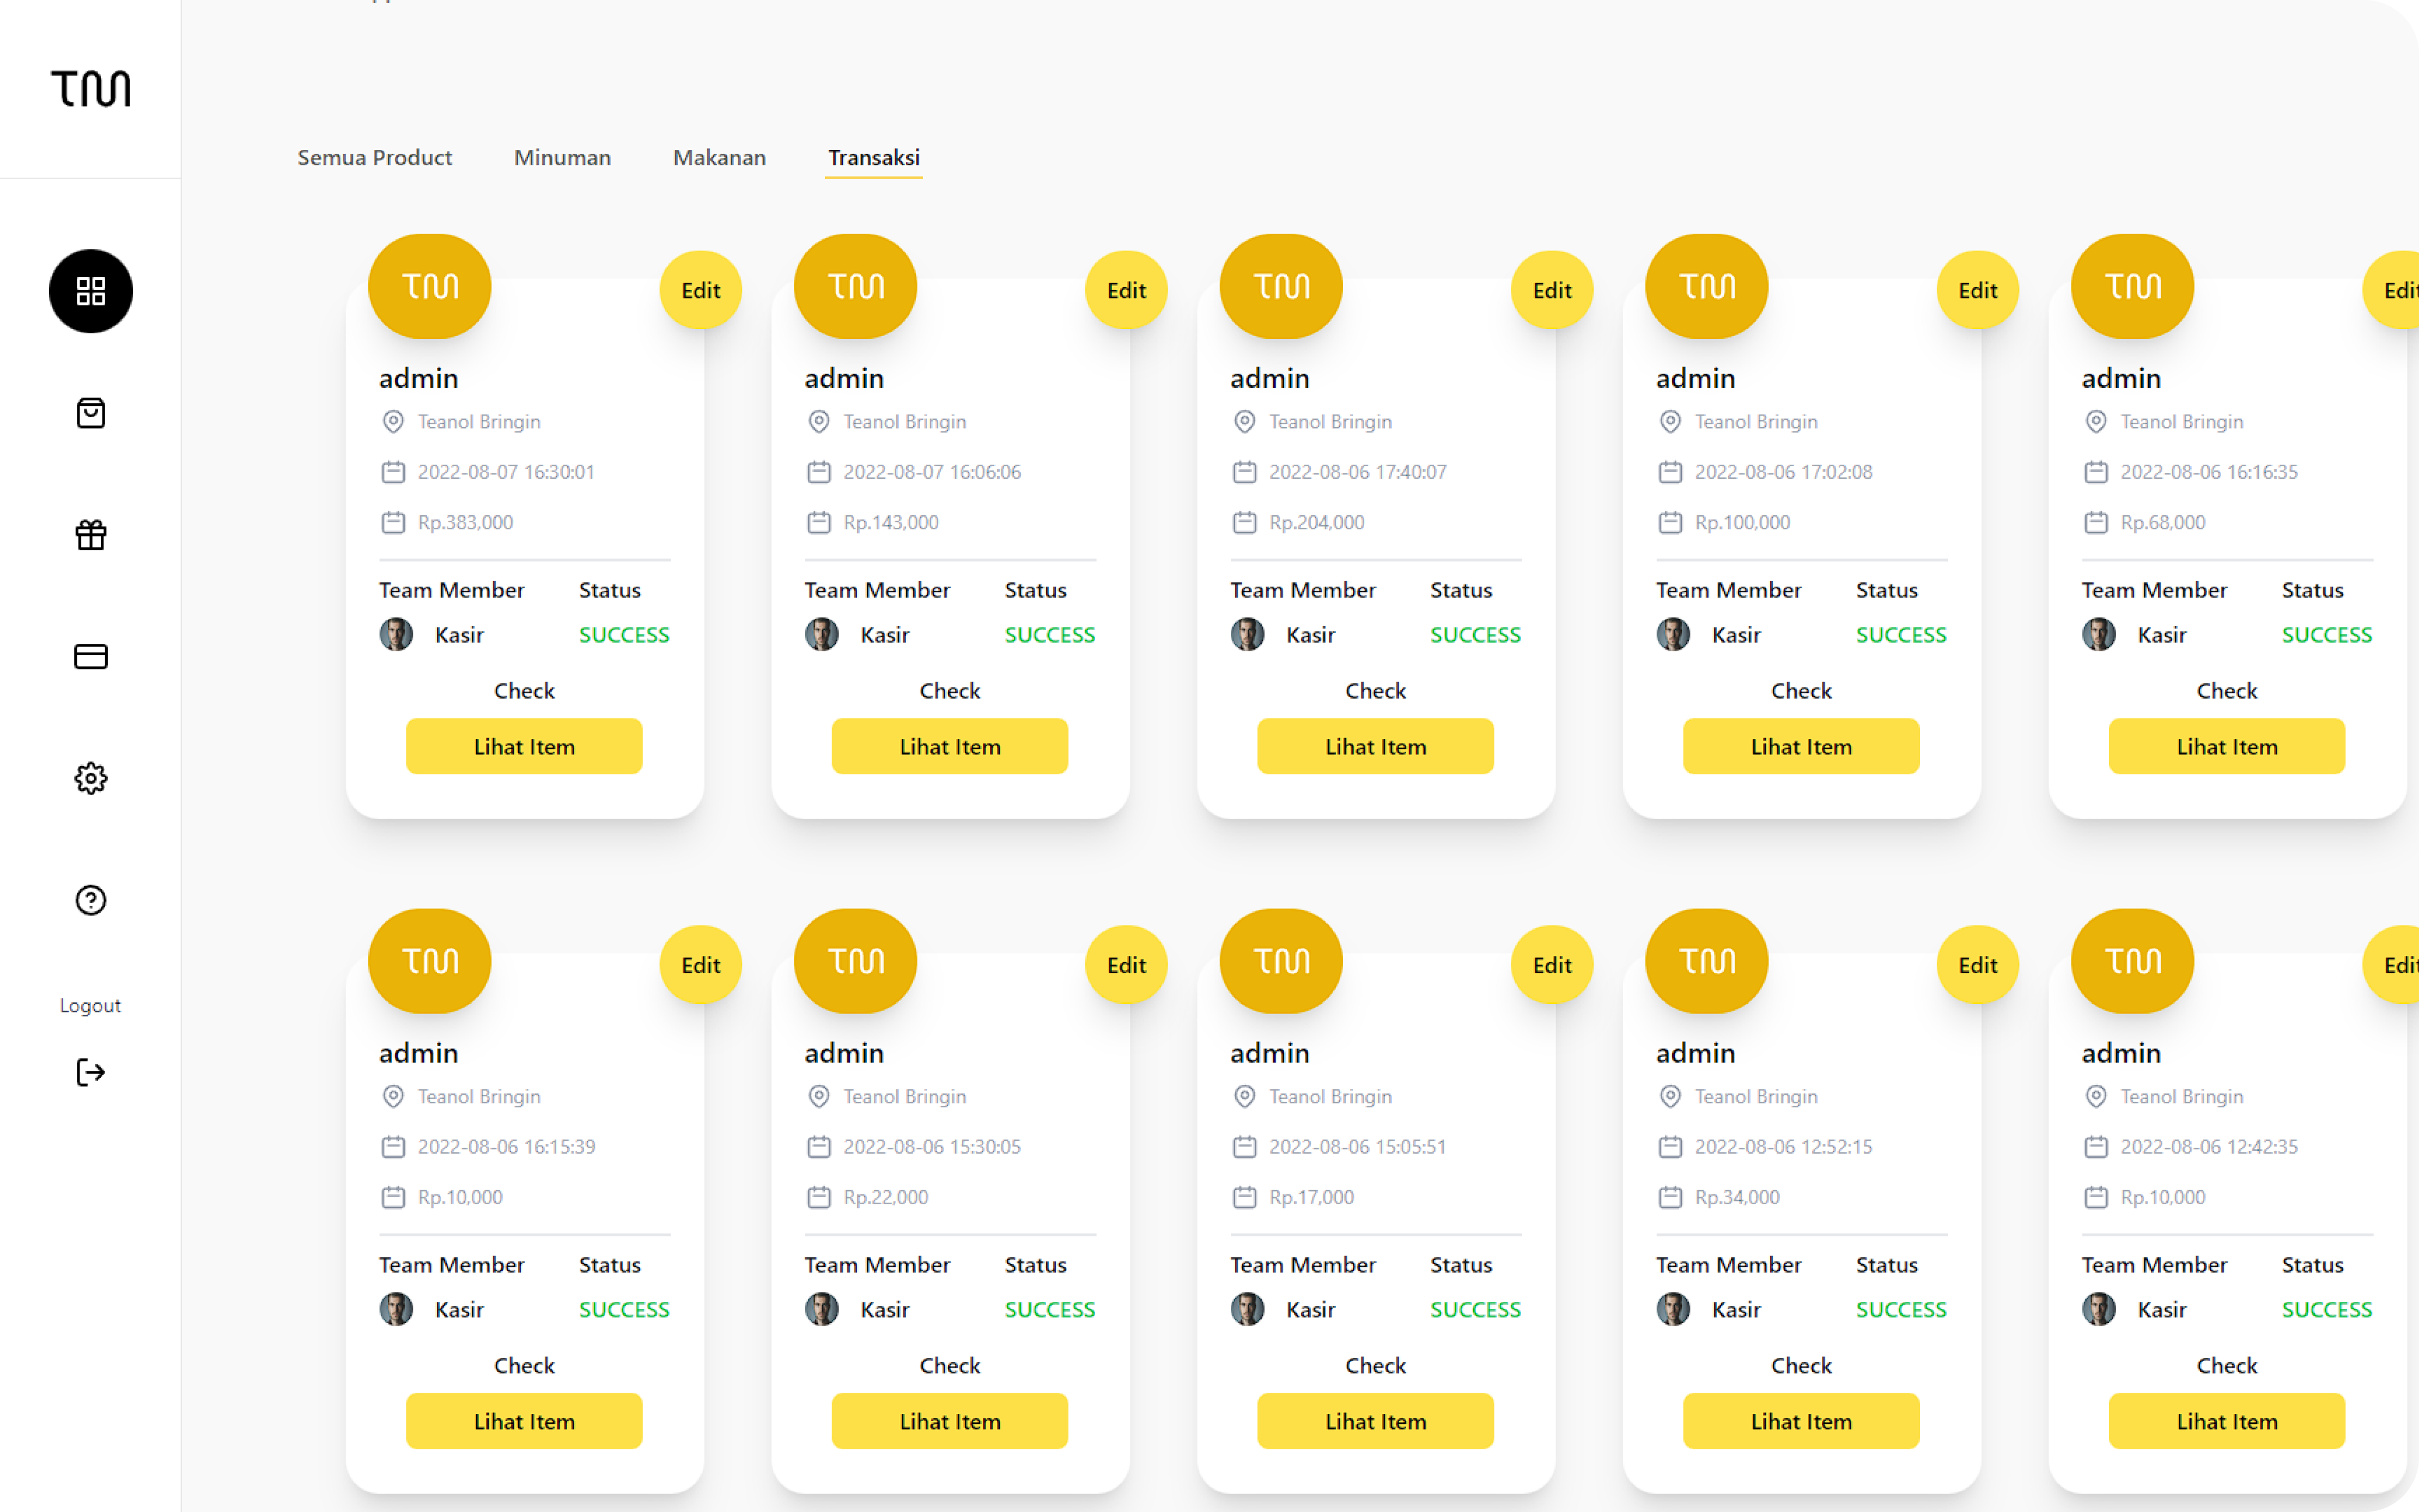 TM
Semua Product Minuman Makanan Transaksi
TM Edit TM Edit TM Edit TM Edit TM Edit
admin admin admin admin admin
Teanol Bringin Teanol Bringin Teanol Bringin Teanol Bringin Teanol Bringin
2022-08-07 16:30:01 2022-08-07 16:06:06 2022-08-06 17:40:07 2022-08-06 17:02:08 2022-08-06 16:16:35
Rp.383,000 Rp.143,000 Rp.204,000 Rp.100,000 Rp.68,000
Team Member Status Team Member Status Team Member Status Team Member Status Team Member Status
Kasir SUCCESS Kasir SUCCESS Kasir SUCCESS Kasir SUCCESS Kasir SUCCESS
Check Check Check Check Check
Lihat Item Lihat Item Lihat Item Lihat Item Lihat Item
TM Edit TM Edit TM Edit TM Edit TM Edit
Logout
admin admin admin admin admin
Teanol Bringin Teanol Bringin Teanol Bringin Teanol Bringin Teanol Bringin
2022-08-06 16:15:39 2022-08-06 15:30:05 2022-08-06 15:05:51 2022-08-06 12:52:15 2022-08-06 12:42:35
Rp.10,000 Rp.22,000 Rp.17,000 Rp.34,000 Rp.10,000
Team Member Status Team Member Status Team Member Status Team Member Status Team Member Status
Kasir SUCCESS Kasir SUCCESS Kasir SUCCESS Kasir SUCCESS Kasir SUCCESS
Check Check Check Check Check
Lihat Item Lihat Item Lihat Item Lihat Item Lihat Item